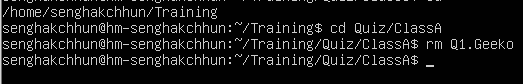 /home/senghakchhun/Training
senghakchhun@hm-senghakchhun:~/Training$ cd Quiz/ClassA
senghakchhun@hm-senghakchhun:~/Training/Quiz/ClassA$ rm Q1.Geeko
senghakchhun@hm-senghakchhun:~/Training/Quiz/ClassA$ _